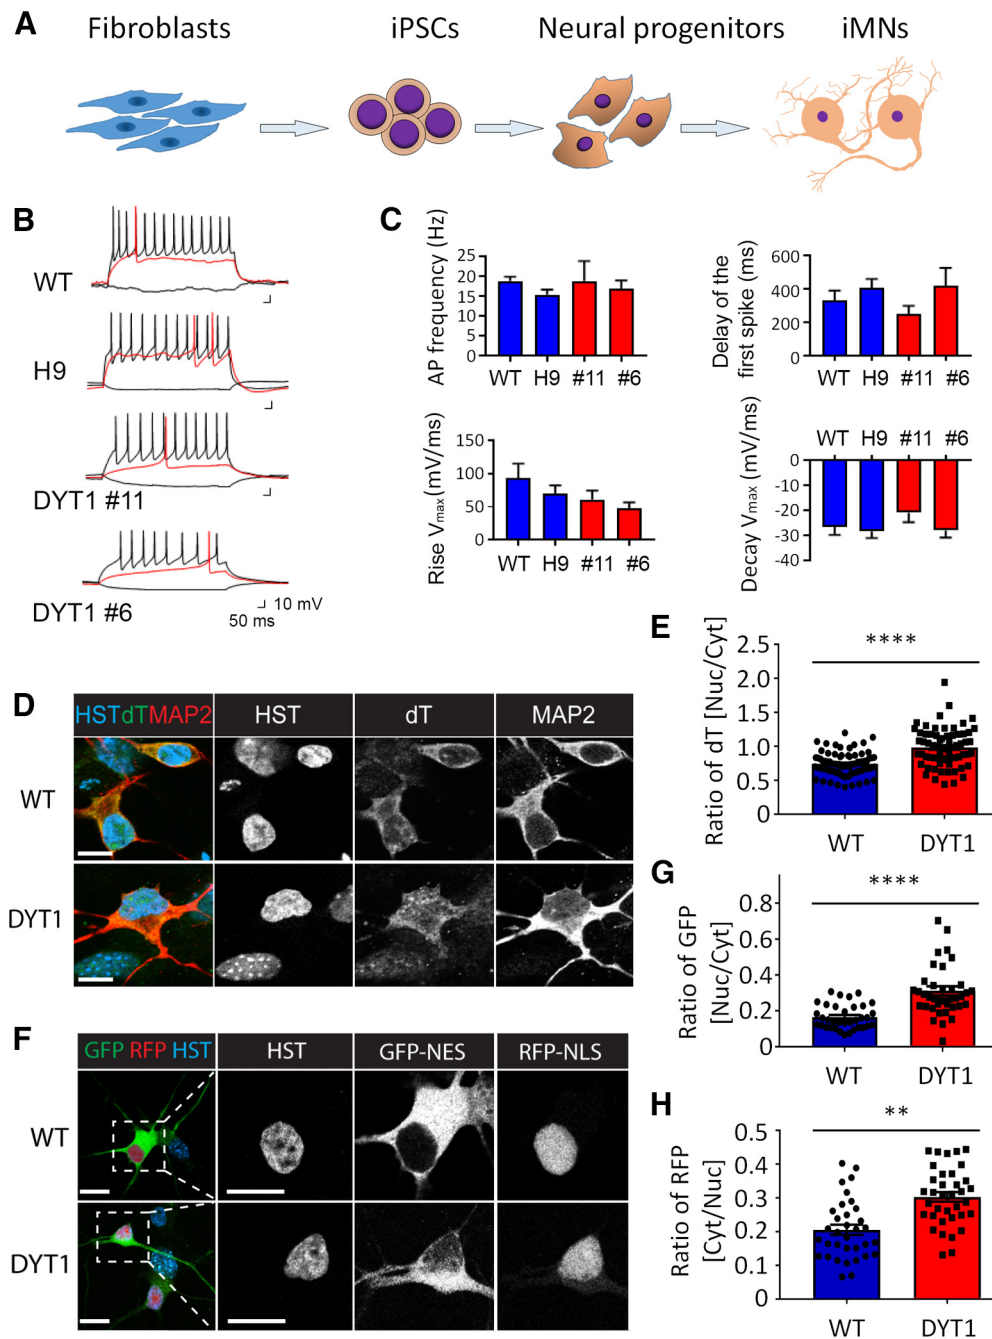 A
Fibroblasts iPSCs Neural progenitors iMNs
B
WT
H9
DYT1 #11
DYT1 #6
10 mV
50 ms
C
AP frequency (Hz)
25
20
15
10
5
0
WT H9 #11 #6
Delay of the
first spike (ms)
600
400
200
0
WT H9 #11 #6
Rise Vmax(mV/ms)
150
100
50
0
WT H9 #11 #6
Decay Vmax (mV/ms)
WT H9 #11 #6
0
-10
-20
-30
-40
D
HSTdTMAP2 HST dT MAP2
WT
DYT1
E
****
Ratio of dT [Nuc/Cyt]
2.5
2.0
1.5
1.0
0.5
0
WT DYT1
F
GFP RFP HST HST GFP-NES RFP-NLS
WT
DYT1
G
****
Ratio of GFP
[Nuc/Cyt]
0.8
0.6
0.4
0.2
0
WT DYT1
H
**
Ratio of RFP
[Cyt/Nuc]
0.5
0.4
0.3
0.2
0.1
0
WT DYT1